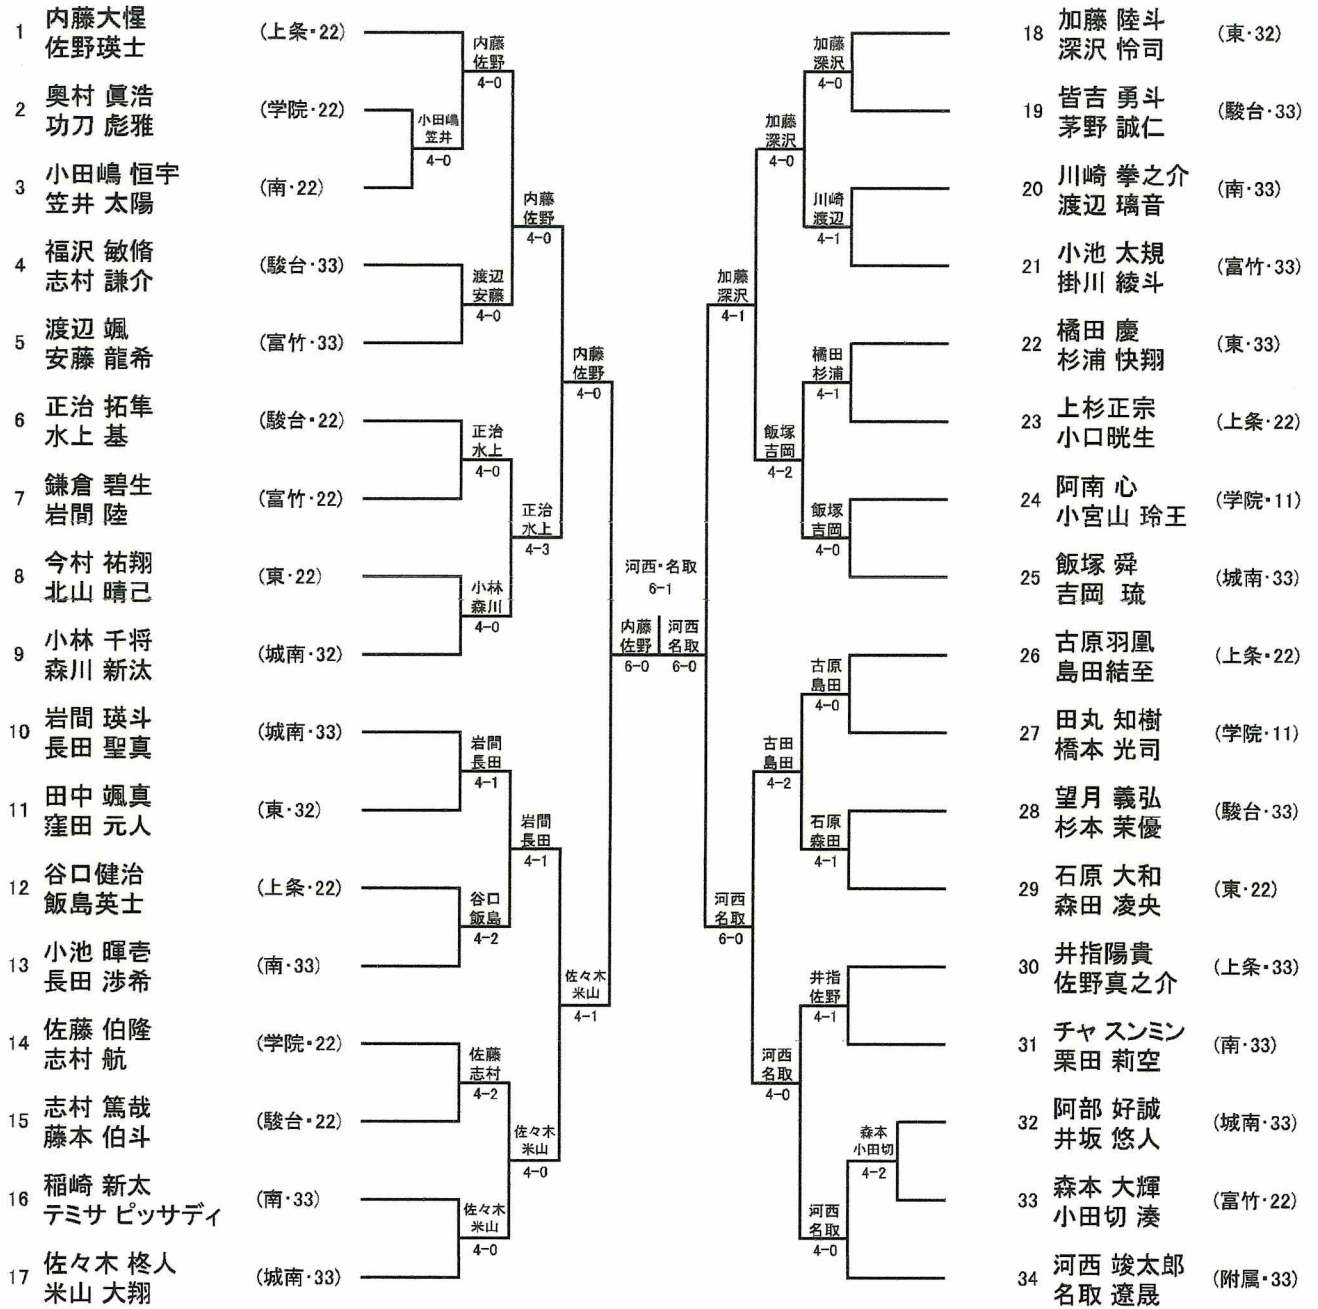 1 内藤大惺 (上条・22)
佐野瑛士
2 奥村 眞浩 (学院・22)
功刀 彪雅
3 小田嶋 恒宇 (南・22)
笠井 太陽
4 福沢 敏脩 (駿台・33)
志村 謙介
5 渡辺 颯 (富竹・33)
安藤 龍希
6 正治 拓隼 (駿台・22)
水上 基
7 鎌倉 碧生 (富竹・22)
岩間 陸
8 今村 祐翔 (東・22)
北山 晴己
9 小林 千将 (城南・32)
森川 新汰
10 岩間 瑛斗 (城南・33)
長田 聖真
11 田中 颯真 (東・32)
窪田 元人
12 谷口健治 (上条・22)
飯島英士
13 小池 暉壱 (南・33)
長田 渉希
14 佐藤 伯隆 (学院・22)
志村 航
15 志村 篤哉 (駿台・22)
藤本 伯斗
16 稲崎 新太 (南・33)
テミサ ピッサディ
17 佐々木 柊人 (城南・33)
米山 大翔
内藤
佐野
4-0
小田嶋
笠井
4-0
渡辺
安藤
4-0
正治
水上
4-0
小林
森川
4-0
岩間
長田
4-1
谷口
飯島
4-2
佐藤
志村
4-2
佐々木
米山
4-0
内藤
佐野
4-0
正治
水上
4-3
岩間
長田
4-1
佐々木
米山
4-0
内藤
佐野
4-0
佐々木
米山
4-1
河西・名取
6-1
内藤
佐野
6-0
河西
名取
6-0
加藤
深沢
4-1
河西
名取
6-0
加藤
深沢
4-0
飯塚
吉岡
4-2
古田
島田
4-2
河西
名取
4-0
加藤
深沢
4-0
川崎
渡辺
4-1
橘田
杉浦
4-1
飯塚
吉岡
4-0
古原
島田
4-0
石原
森田
4-1
井指
佐野
4-1
森本
小田切
4-2
河西
名取
4-0
18 加藤 陸斗 (東・32)
深沢 怜司
19 皆吉 勇斗 (駿台・33)
茅野 誠仁
20 川崎 拳之介 (南・33)
渡辺 璃音
21 小池 太規 (富竹・33)
掛川 綾斗
22 橘田 慶 (東・33)
杉浦 快翔
23 上杉正宗 (上条・22)
小口晄生
24 阿南 心 (学院・11)
小宮山 玲王
25 飯塚 舜 (城南・33)
吉岡 琉
26 古原羽凰 (上条・22)
島田結至
27 田丸 知樹 (学院・11)
橋本 光司
28 望月 義弘 (駿台・33)
杉本 茉優
29 石原 大和 (東・22)
森田 凌央
30 井指陽貴 (上条・33)
佐野真之介
31 チャ スンミン (南・33)
栗田 莉空
32 阿部 好誠 (城南・33)
井坂 悠人
33 森本 大輝 (富竹・22)
小田切 湊
34 河西 竣太郎 (附属・33)
名取 遼晟